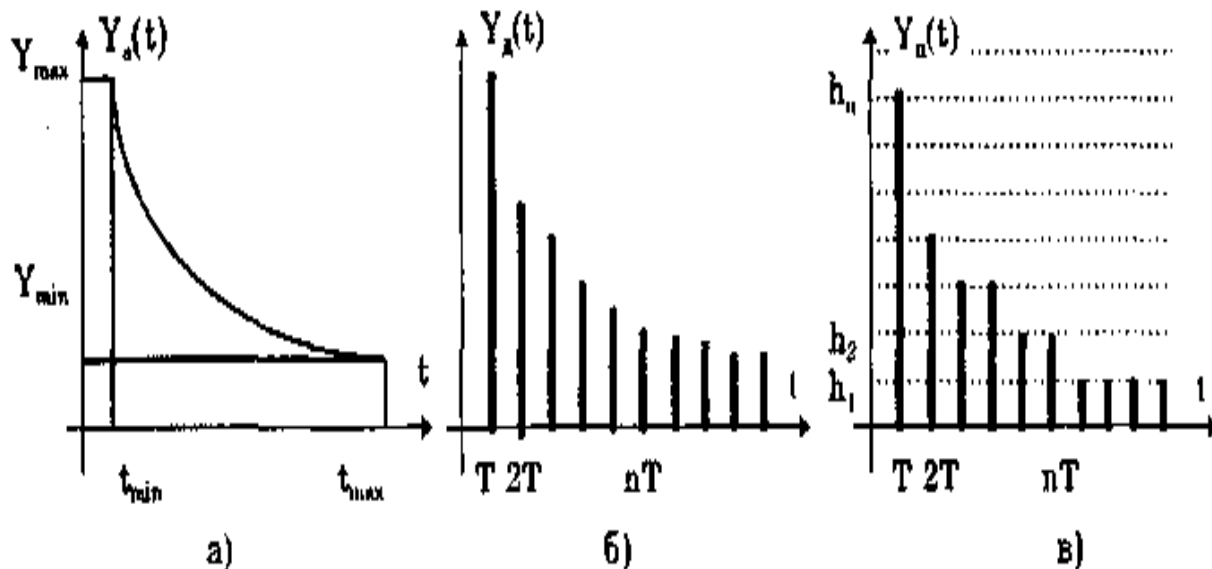 Y_max Y_a(t)
Y_min
t
t_min t_max
а)
Y_д(t)
t
T 2T nT
б)
Y_п(t)
h_n
h_2
h_1
t
T 2T nT
в)